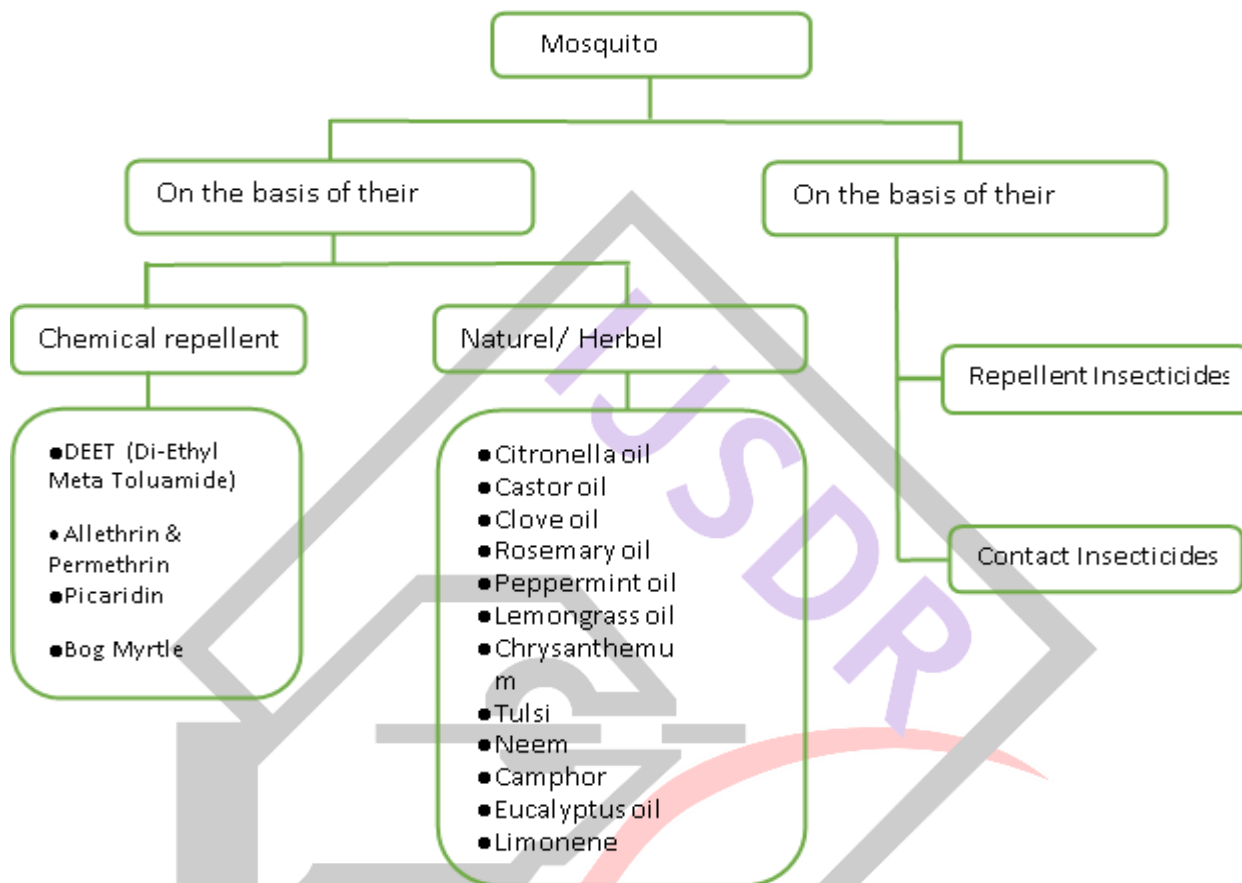 Mosquito
On the basis of their
On the basis of their
Chemical repellent
Naturel/ Herbel
Repellent Insecticides
Contact Insecticides
●DEET (Di-Ethyl
Meta Toluamide)
●Allethrin &
Permethrin
●Picaridin
●Bog Myrtle
●Citronella oil
●Castor oil
●Clove oil
●Rosemary oil
●Peppermint oil
●Lemongrass oil
●Chrysanthemu
m
●Tulsi
●Neem
●Camphor
●Eucalyptus oil
●Limonene
IJSDR